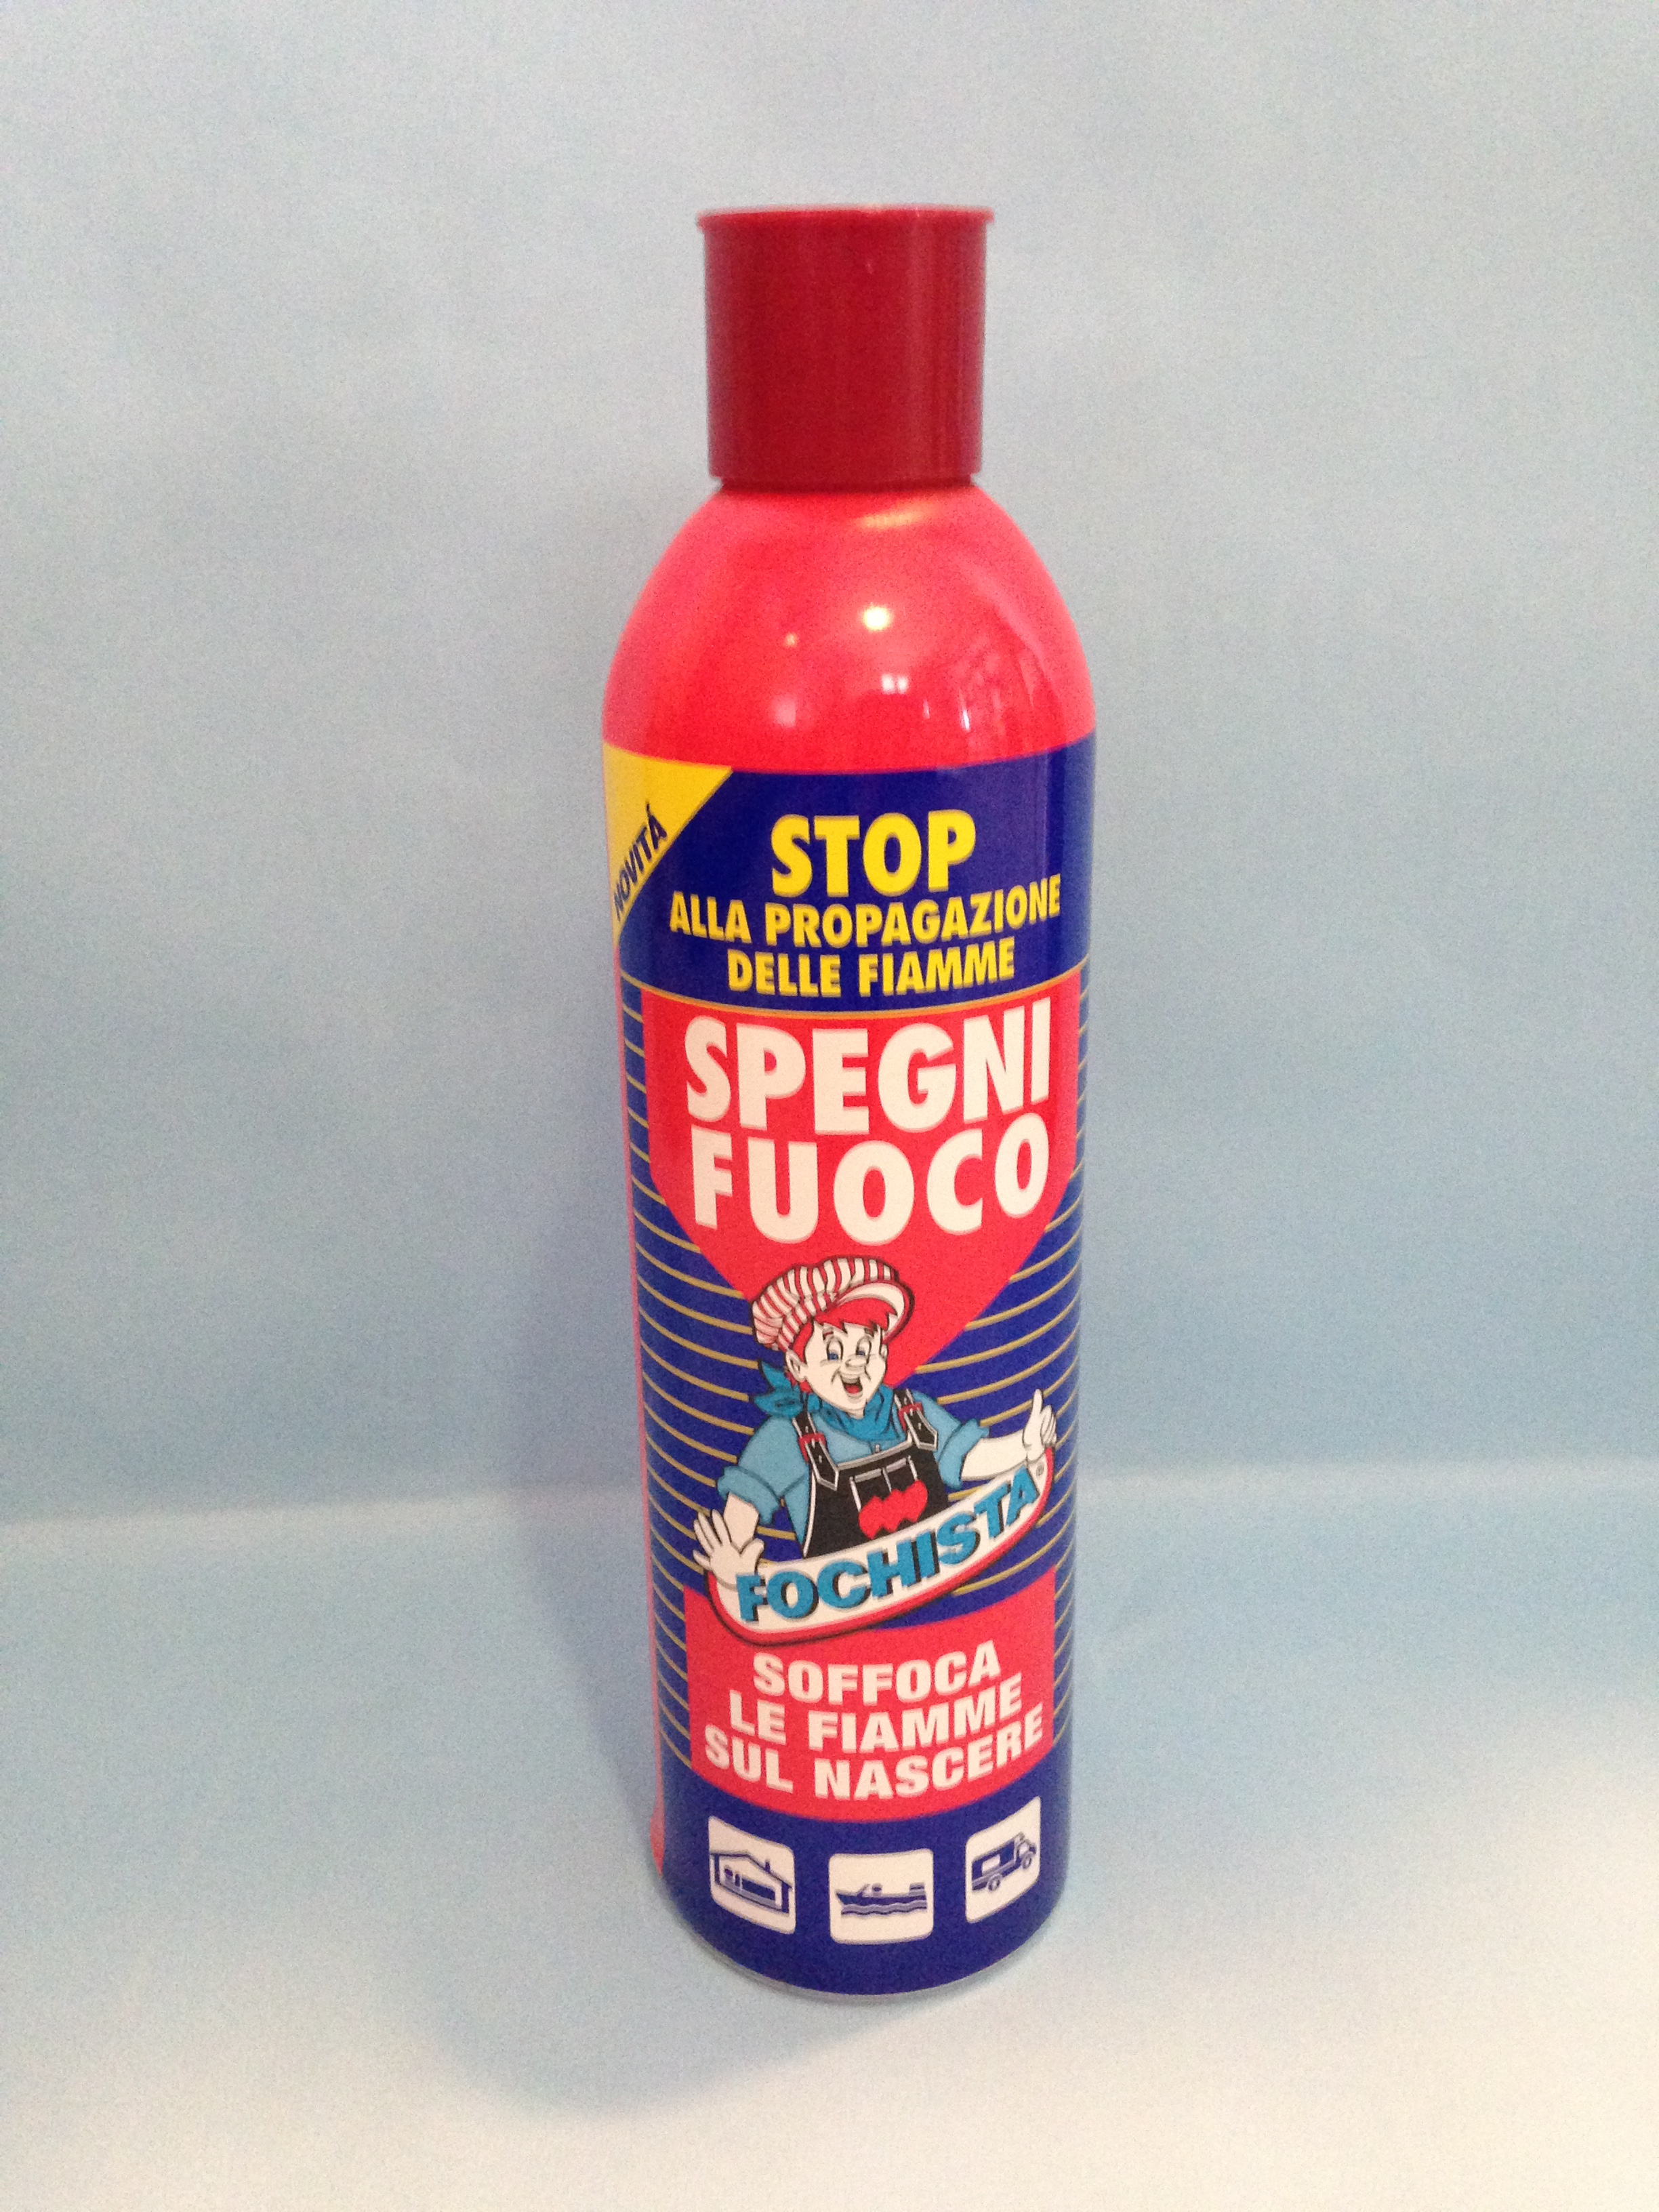 NOVITÁ
STOP
ALLA PROPAGAZIONE
DELLE FIAMME
SPEGNI
FUOCO
FOCHISTA®
SOFFOCA
LE FIAMME
SUL NASCERE